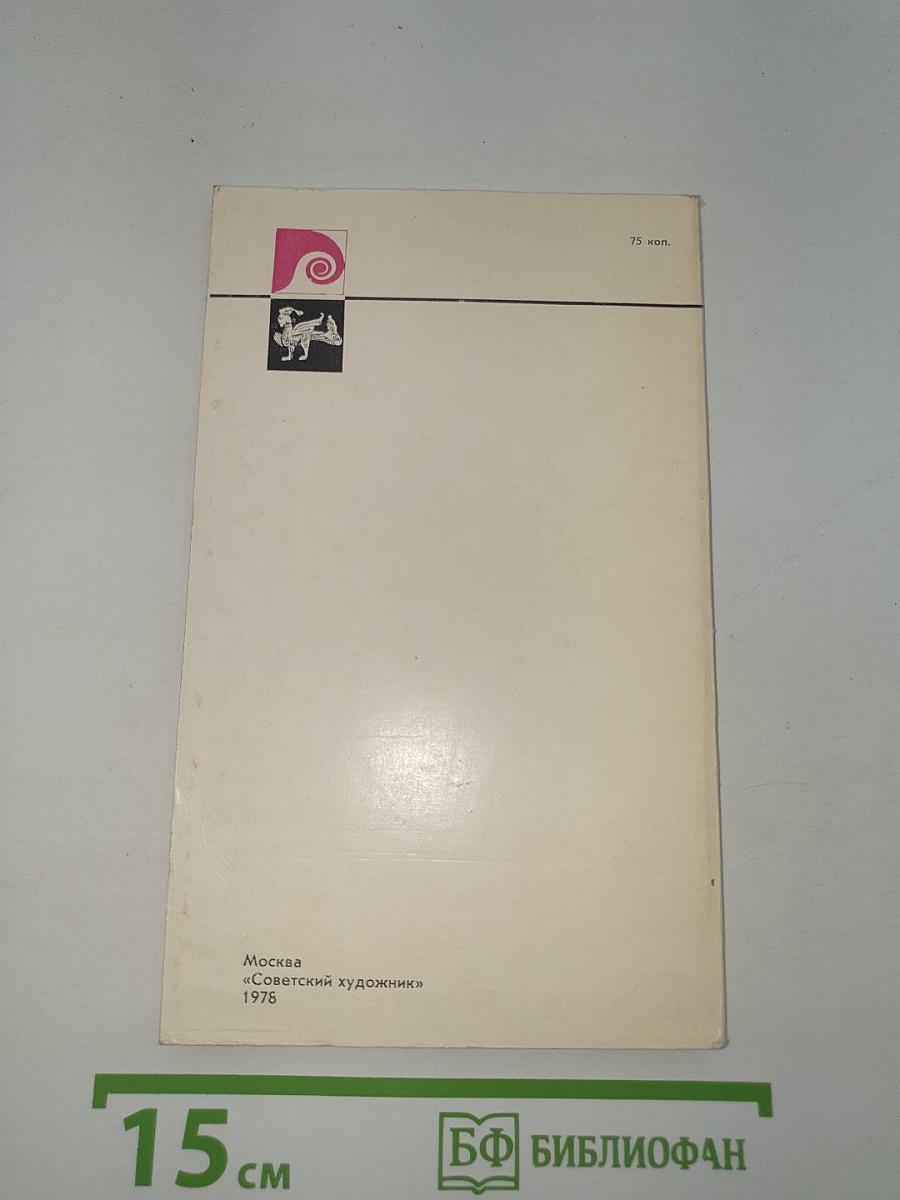 75 коп.
Москва
«Советский художник»
1978
15 см
БФ БИБЛИОФАН